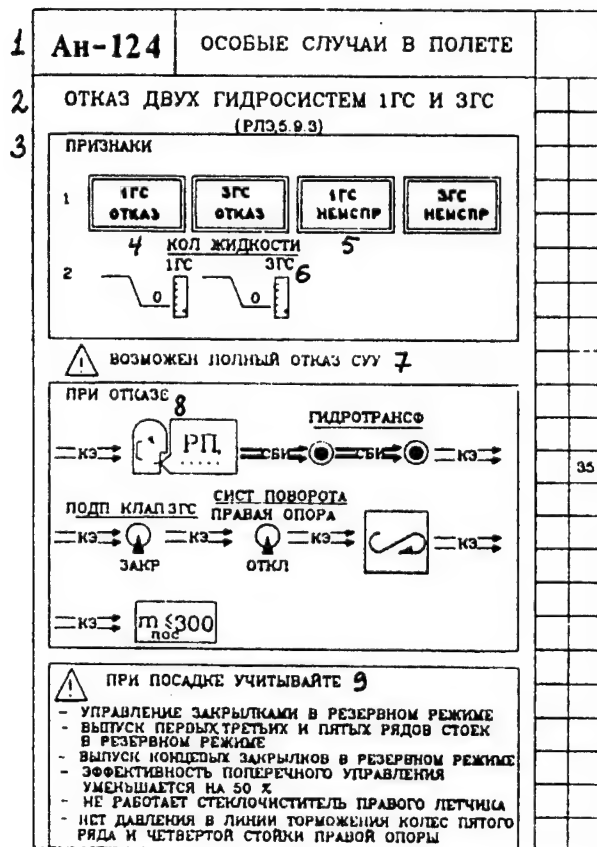 1 Ан-124 ОСОБЫЕ СЛУЧАИ В ПОЛЕТЕ
2 ОТКАЗ ДВУХ ГИДРОСИСТЕМ 1ГС И 3ГС
(РЛЭ,5.9.3)
3 ПРИЗНАКИ
1
1ГС ОТКАЗ
3ГС ОТКАЗ
1ГС НЕИСПР
3ГС НЕИСПР
4 КОЛ ЖИДКОСТИ 5
1ГС 3ГС 6
2 0 0
! ВОЗМОЖЕН ПОЛНЫЙ ОТКАЗ СУУ 7
ПРИ ОТКАЗЕ 8
ГИДРОТРАНСФ
КЭ РП, ..... СБИ СБИ КЭ
35
ПОДП КЛАП 3ГС СИСТ ПОВОРОТА
ПРАВАЯ ОПОРА
КЭ КЭ КЭ КЭ
ЗАКР ОТКЛ
КЭ m пос ≤300
! ПРИ ПОСАДКЕ УЧИТЫВАЙТЕ 9
- УПРАВЛЕНИЕ ЗАКРЫЛКАМИ В РЕЗЕРВНОМ РЕЖИМЕ
- ВЫПУСК ПЕРВЫХ,ТРЕТЬИХ И ПЯТЫХ РЯДОВ СТОЕК
В РЕЗЕРВНОМ РЕЖИМЕ
- ВЫПУСК КОНЦЕВЫХ ЗАКРЫЛКОВ В РЕЗЕРВНОМ РЕЖИМЕ
- ЭФФЕКТИВНОСТЬ ПОПЕРЕЧНОГО УПРАВЛЕНИЯ
УМЕНЬШАЕТСЯ НА 50 %
- НЕ РАБОТАЕТ СТЕКЛОЧИСТИТЕЛЬ ПРАВОГО ЛЕТЧИКА
- НЕТ ДАВЛЕНИЯ В ЛИНИИ ТОРМОЖЕНИЯ КОЛЕС ПЯТОГО
РЯДА И ЧЕТВЕРТОЙ СТОЙКИ ПРАВОЙ ОПОРЫ